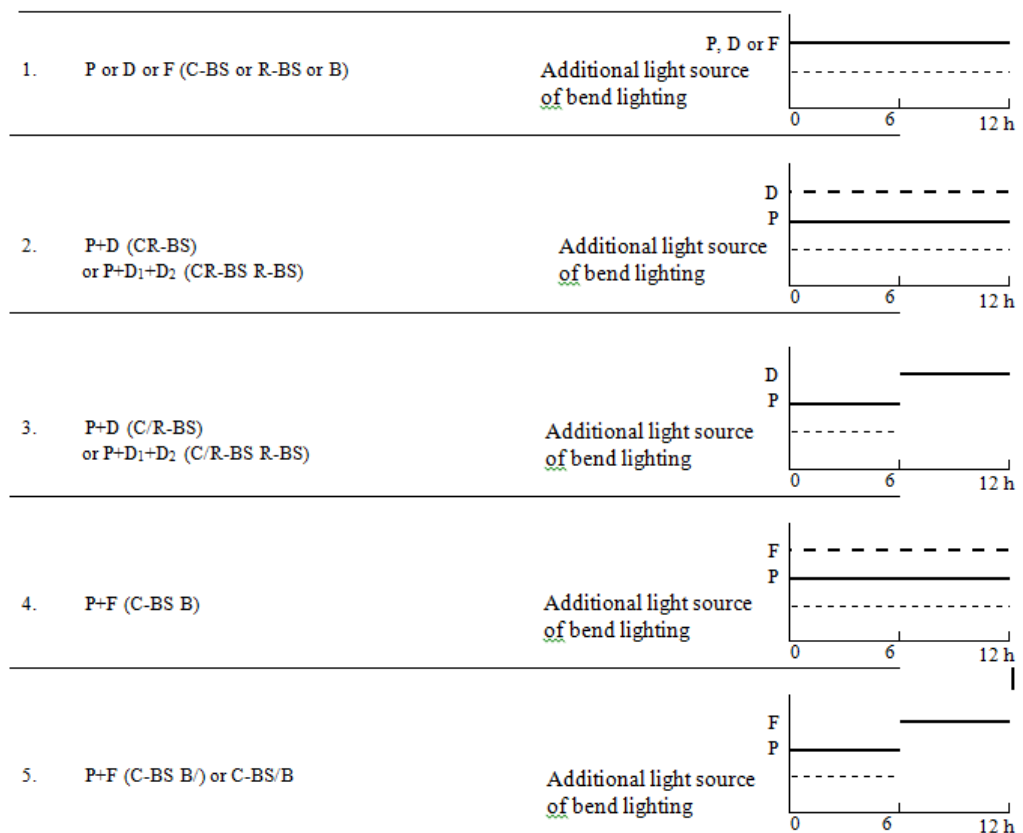 P, D or F
1. P or D or F (C-BS or R-BS or B) Additional light source
of bend lighting
0 6 12 h
D
P
2. P+D (CR-BS) Additional light source
or P+D1+D2 (CR-BS R-BS) of bend lighting
0 6 12 h
D
P
3. P+D (C/R-BS) Additional light source
or P+D1+D2 (C/R-BS R-BS) of bend lighting
0 6 12 h
F
P
4. P+F (C-BS B) Additional light source
of bend lighting
0 6 12 h
F
P
5. P+F (C-BS B/) or C-BS/B Additional light source
of bend lighting
0 6 12 h